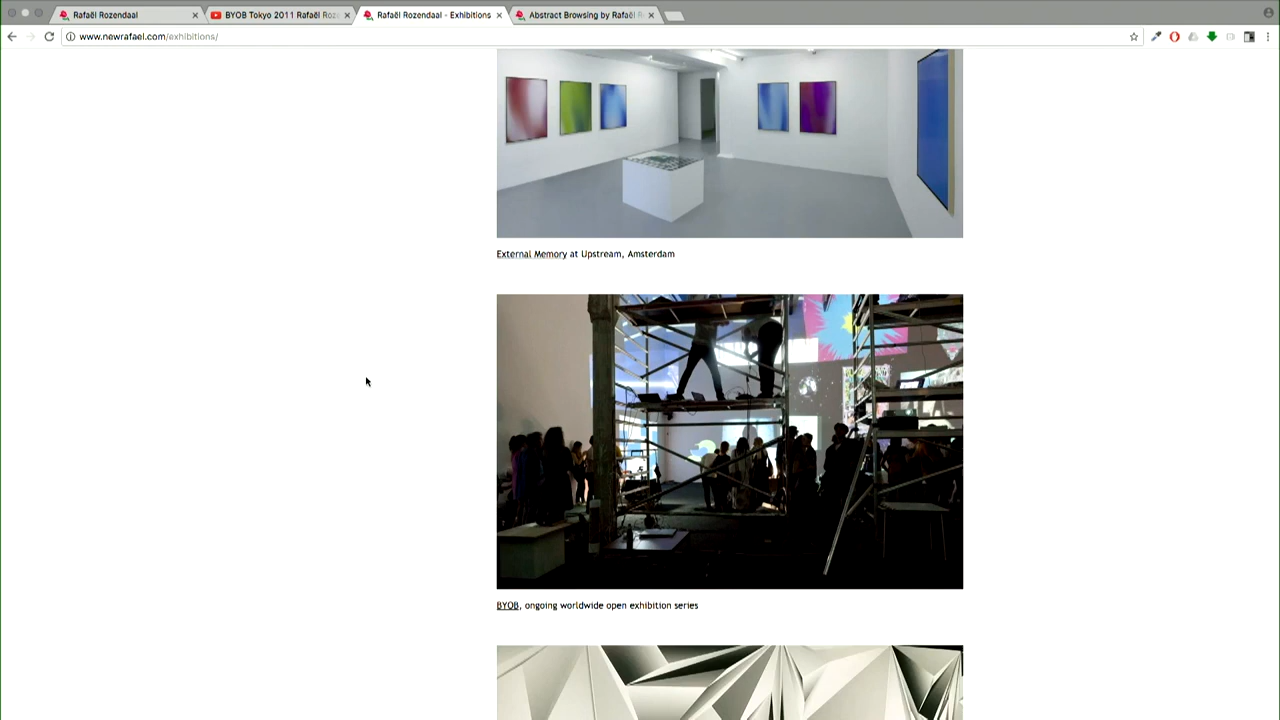 Rafaël Rozendaal
BYOB Tokyo 2011 Rafaël Roze
Rafaël Rozendaal - Exhibitions
Abstract Browsing by Rafaël R
www.newrafael.com/exhibitions/
External Memory at Upstream, Amsterdam
BYOB, ongoing worldwide open exhibition series